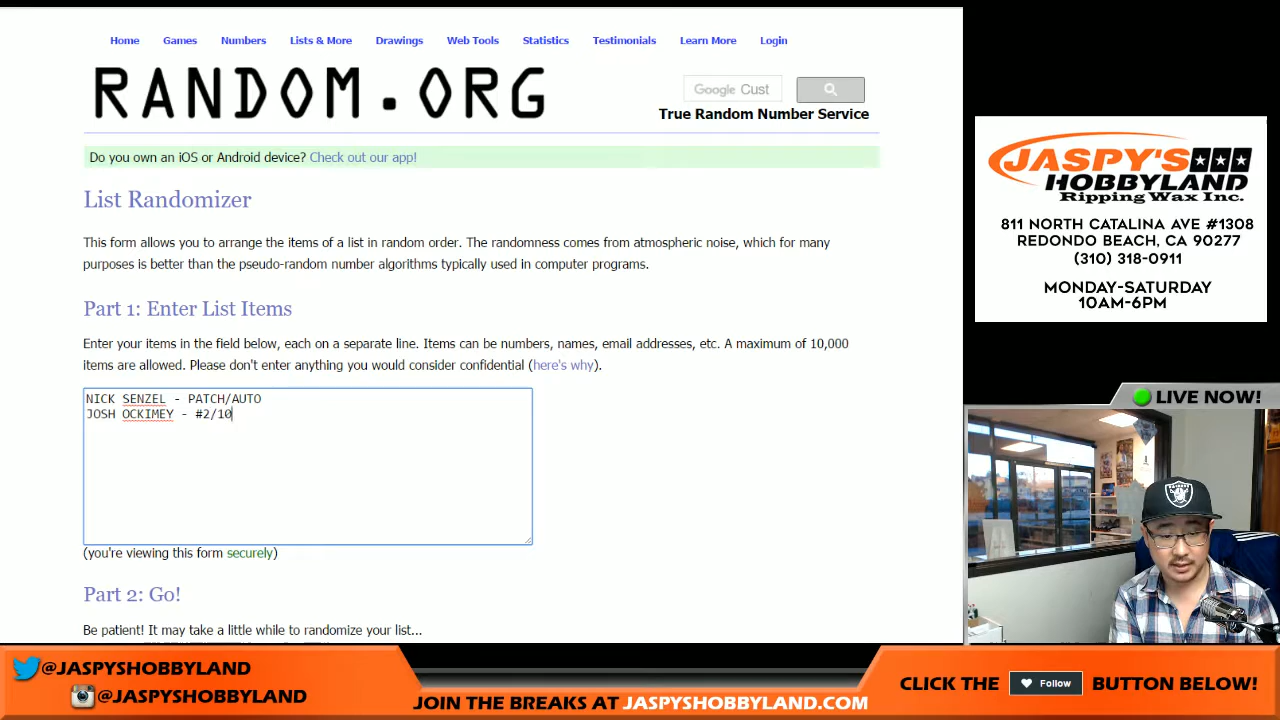 Home Games Numbers Lists & More Drawings Web Tools Statistics Testimonials Learn More Login
RANDOM.ORG
Google Cust
True Random Number Service
Do you own an iOS or Android device? Check out our app!
List Randomizer
This form allows you to arrange the items of a list in random order. The randomness comes from atmospheric noise, which for many
purposes is better than the pseudo-random number algorithms typically used in computer programs.
Part 1: Enter List Items
Enter your items in the field below, each on a separate line. Items can be numbers, names, email addresses, etc. A maximum of 10,000
items are allowed. Please don't enter anything you would consider confidential (here's why).
NICK SENZEL - PATCH/AUTO
JOSH OCKIMEY - #2/10
(you're viewing this form securely)
Part 2: Go!
Be patient! It may take a little while to randomize your list...
JASPY'S
HOBBYLAND
Ripping Wax Inc.
811 NORTH CATALINA AVE #1308
REDONDO BEACH, CA 90277
(310) 318-0911
MONDAY-SATURDAY
10AM-6PM
LIVE NOW!
RAIDERS
@JASPYSHOBBYLAND
@JASPYSHOBBYLAND
JOIN THE BREAKS AT JASPYSHOBBYLAND.COM
CLICK THE Follow BUTTON BELOW!